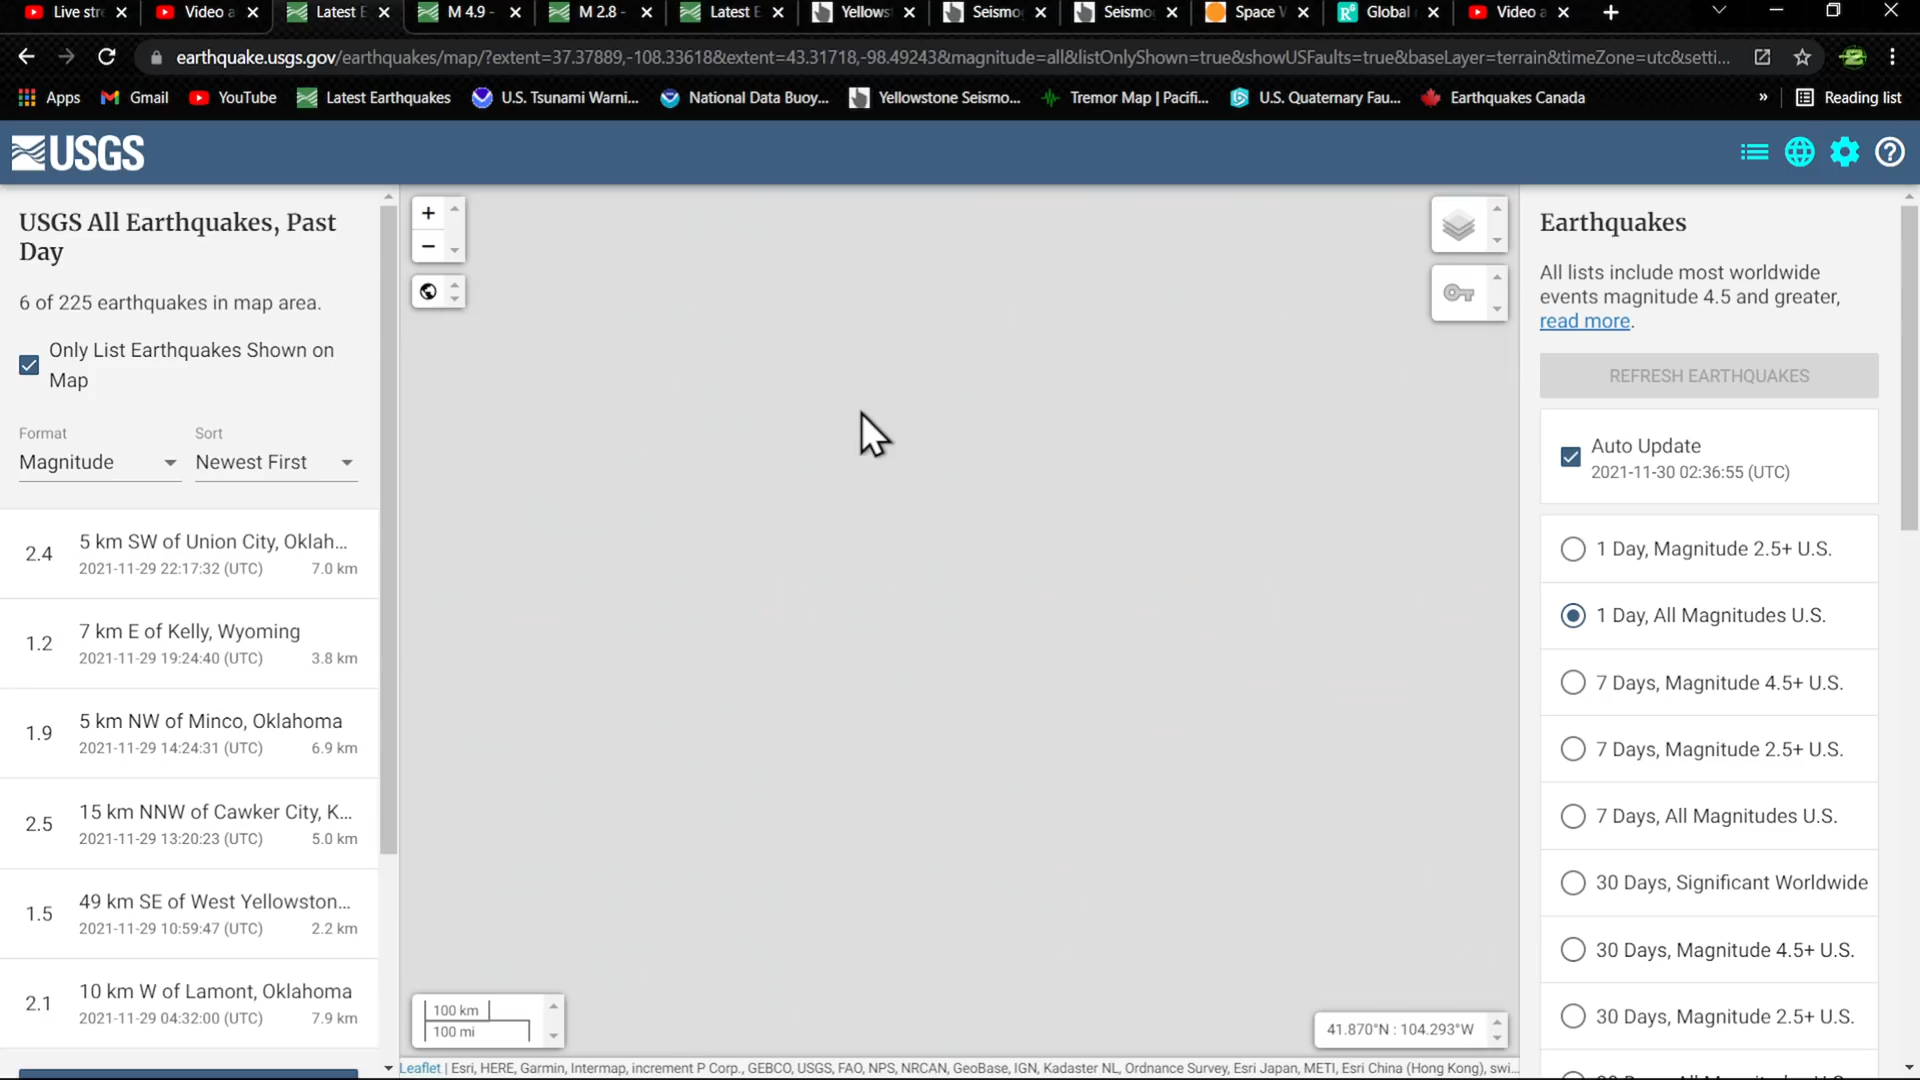 Live stre
Video a
Latest E
M 4.9 -
M 2.8 -
Latest E
Yellows
Seismo
Seismo
Space W
Global
Video a
earthquake.usgs.gov/earthquakes/map/?extent=37.37889,-108.33618&extent=43.31718,-98.49243&magnitude=all&listOnlyShown=true&showUSFaults=true&baseLayer=terrain&timeZone=utc&setti...
Apps
Gmail
YouTube
Latest Earthquakes
U.S. Tsunami Warni...
National Data Buoy...
Yellowstone Seismo...
Tremor Map | Pacifi...
U.S. Quaternary Fau...
Earthquakes Canada
»
Reading list
USGS
USGS All Earthquakes, Past
Day
6 of 225 earthquakes in map area.
Only List Earthquakes Shown on
Map
Format
Sort
Magnitude
Newest First
2.4
5 km SW of Union City, Oklah...
2021-11-29 22:17:32 (UTC)
7.0 km
1.2
7 km E of Kelly, Wyoming
2021-11-29 19:24:40 (UTC)
3.8 km
1.9
5 km NW of Minco, Oklahoma
2021-11-29 14:24:31 (UTC)
6.9 km
2.5
15 km NNW of Cawker City, K...
2021-11-29 13:20:23 (UTC)
5.0 km
1.5
49 km SE of West Yellowston...
2021-11-29 10:59:47 (UTC)
2.2 km
2.1
10 km W of Lamont, Oklahoma
2021-11-29 04:32:00 (UTC)
7.9 km
+
−
100 km
100 mi
41.870°N : 104.293°W
Leaflet | Esri, HERE, Garmin, Intermap, increment P Corp., GEBCO, USGS, FAO, NPS, NRCAN, GeoBase, IGN, Kadaster NL, Ordnance Survey, Esri Japan, METI, Esri China (Hong Kong), swi...
Earthquakes
All lists include most worldwide
events magnitude 4.5 and greater,
read more.
REFRESH EARTHQUAKES
Auto Update
2021-11-30 02:36:55 (UTC)
1 Day, Magnitude 2.5+ U.S.
1 Day, All Magnitudes U.S.
7 Days, Magnitude 4.5+ U.S.
7 Days, Magnitude 2.5+ U.S.
7 Days, All Magnitudes U.S.
30 Days, Significant Worldwide
30 Days, Magnitude 4.5+ U.S.
30 Days, Magnitude 2.5+ U.S.